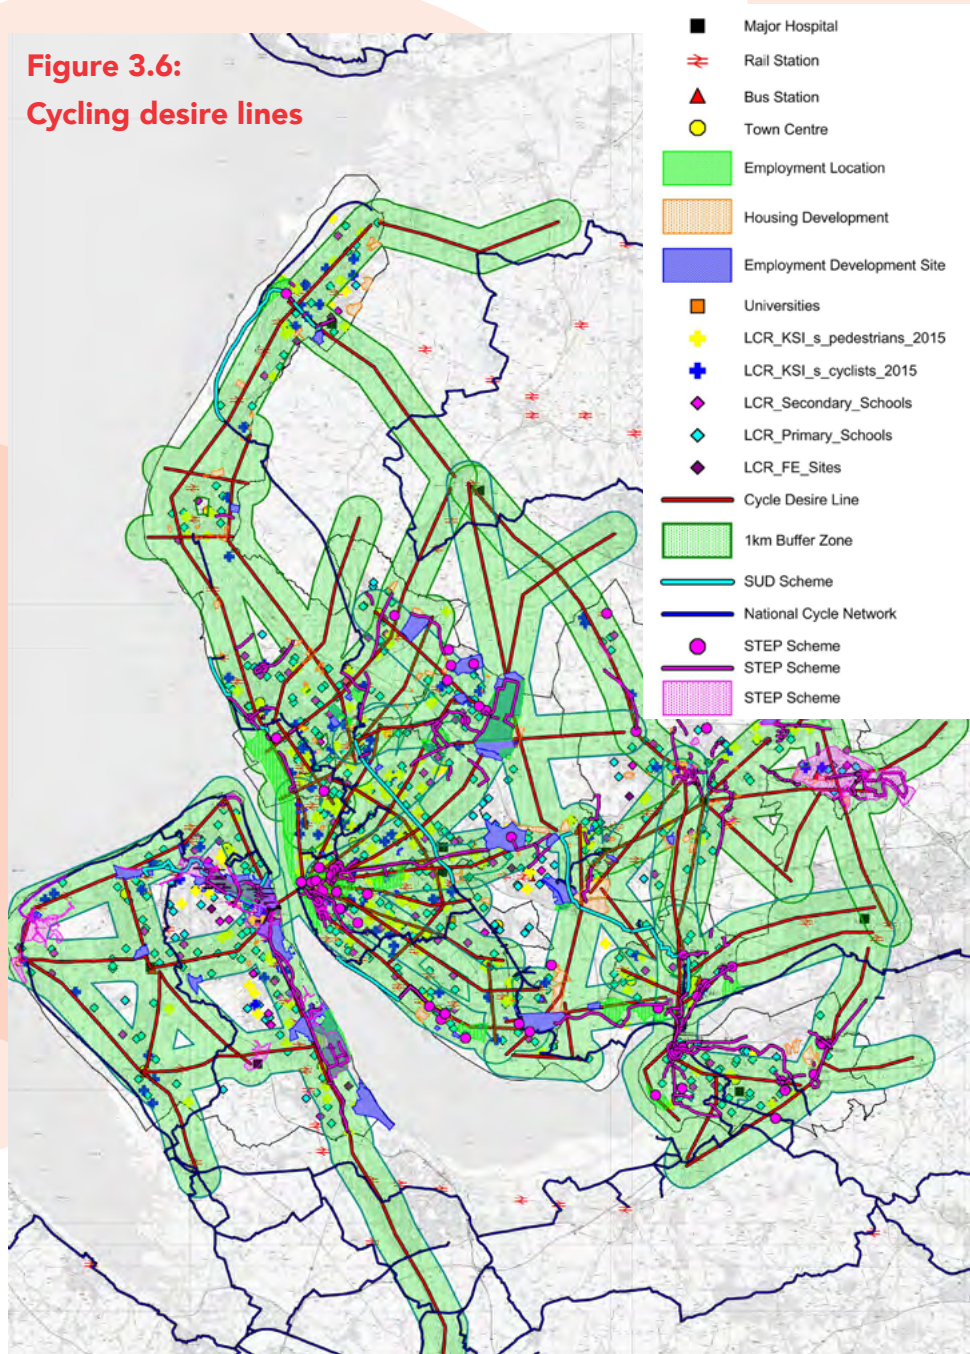 Figure 3.6:
Cycling desire lines
Major Hospital
Rail Station
Bus Station
Town Centre
Employment Location
Housing Development
Employment Development Site
Universities
LCR_KSI_s_pedestrians_2015
LCR_KSI_s_cyclists_2015
LCR_Secondary_Schools
LCR_Primary_Schools
LCR_FE_Sites
Cycle Desire Line
1km Buffer Zone
SUD Scheme
National Cycle Network
STEP Scheme
STEP Scheme
STEP Scheme